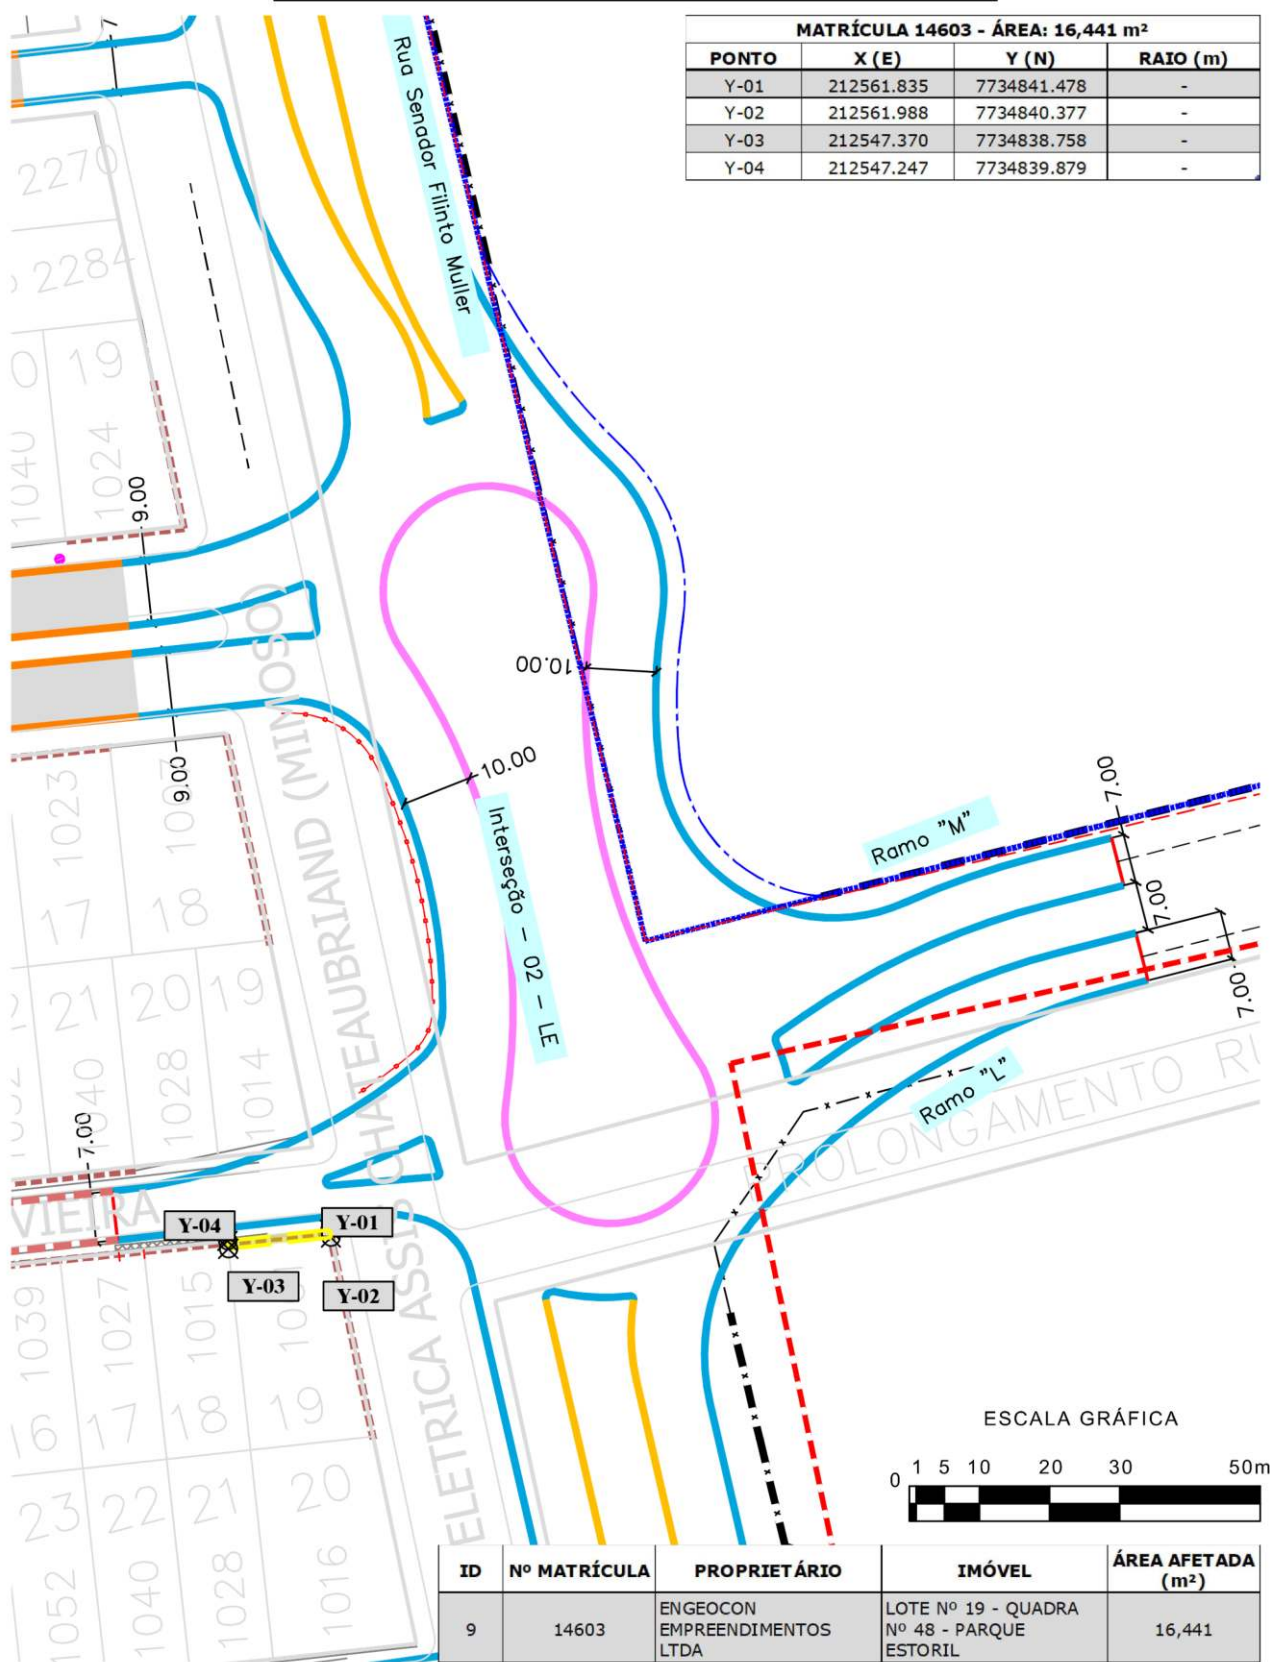 MATRÍCULA 14603 - ÁREA: 16,441 m²
PONTO X (E) Y (N) RAIO (m)
Y-01 212561.835 7734841.478 -
Y-02 212561.988 7734840.377 -
Y-03 212547.370 7734838.758 -
Y-04 212547.247 7734839.879 -
Rua Senador Filinto Muller
2270
2284
19
1040
1024
9.00
10.00
9.00
10.00
ELETRICA ASSIS CHATEAUBRIAND (MIMOSO)
Interseção - 02 - LE
Ramo "M"
7.00
7.00
7.00
Ramo "L"
PROLONGAMENTO
1023
17
18
21
20
19
1040
1028
1014
7.00
VIEIRA
Y-04
Y-01
Y-03
Y-02
1039
1027
1015
16
17
18
19
23
22
21
20
1052
1040
1028
1016
ESCALA GRÁFICA
0 1 5 10 20 30 50m
ID Nº MATRÍCULA PROPRIETÁRIO IMÓVEL ÁREA AFETADA (m²)
9 14603 ENGEOCON EMPREENDIMENTOS LTDA LOTE Nº 19 - QUADRA Nº 48 - PARQUE ESTORIL 16,441